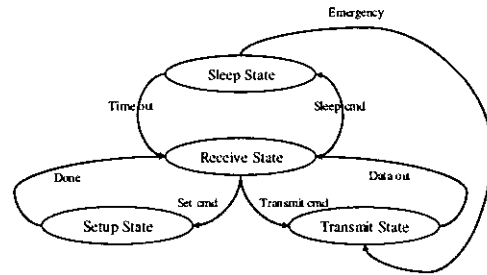 Emergency
Sleep State
Time out
Sleep cmd
Receive State
Done
Data out
Set cmd
Transmit cmd
Setup State
Transmit State